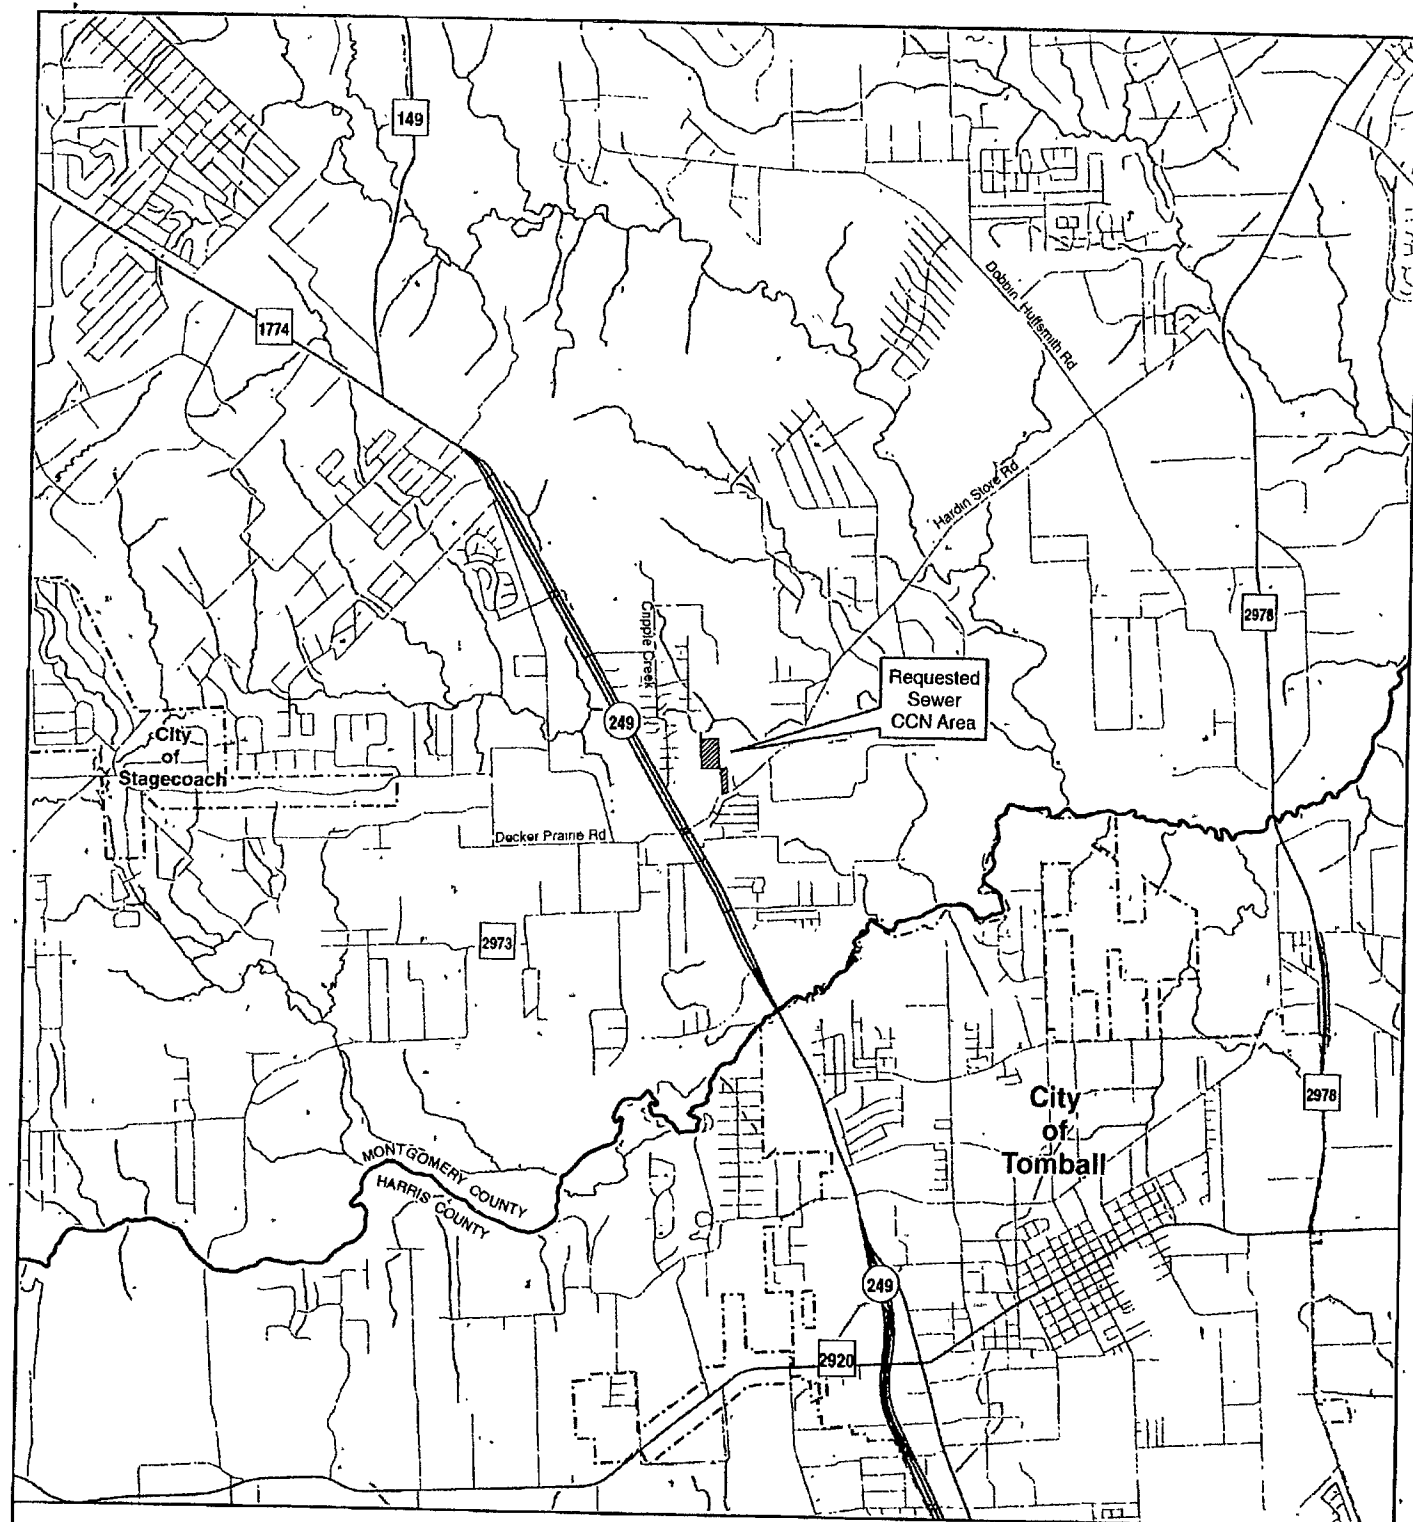 149
1774
Dobbin Huffsmith Rd
Hardin Store Rd
2978
Cripple Creek
Requested
Sewer
CCN Area
249
City
of
Stagecoach
Decker Prairie Rd
2973
City
of
Tomball
2978
MONTGOMERY COUNTY
HARRIS COUNTY
249
2920